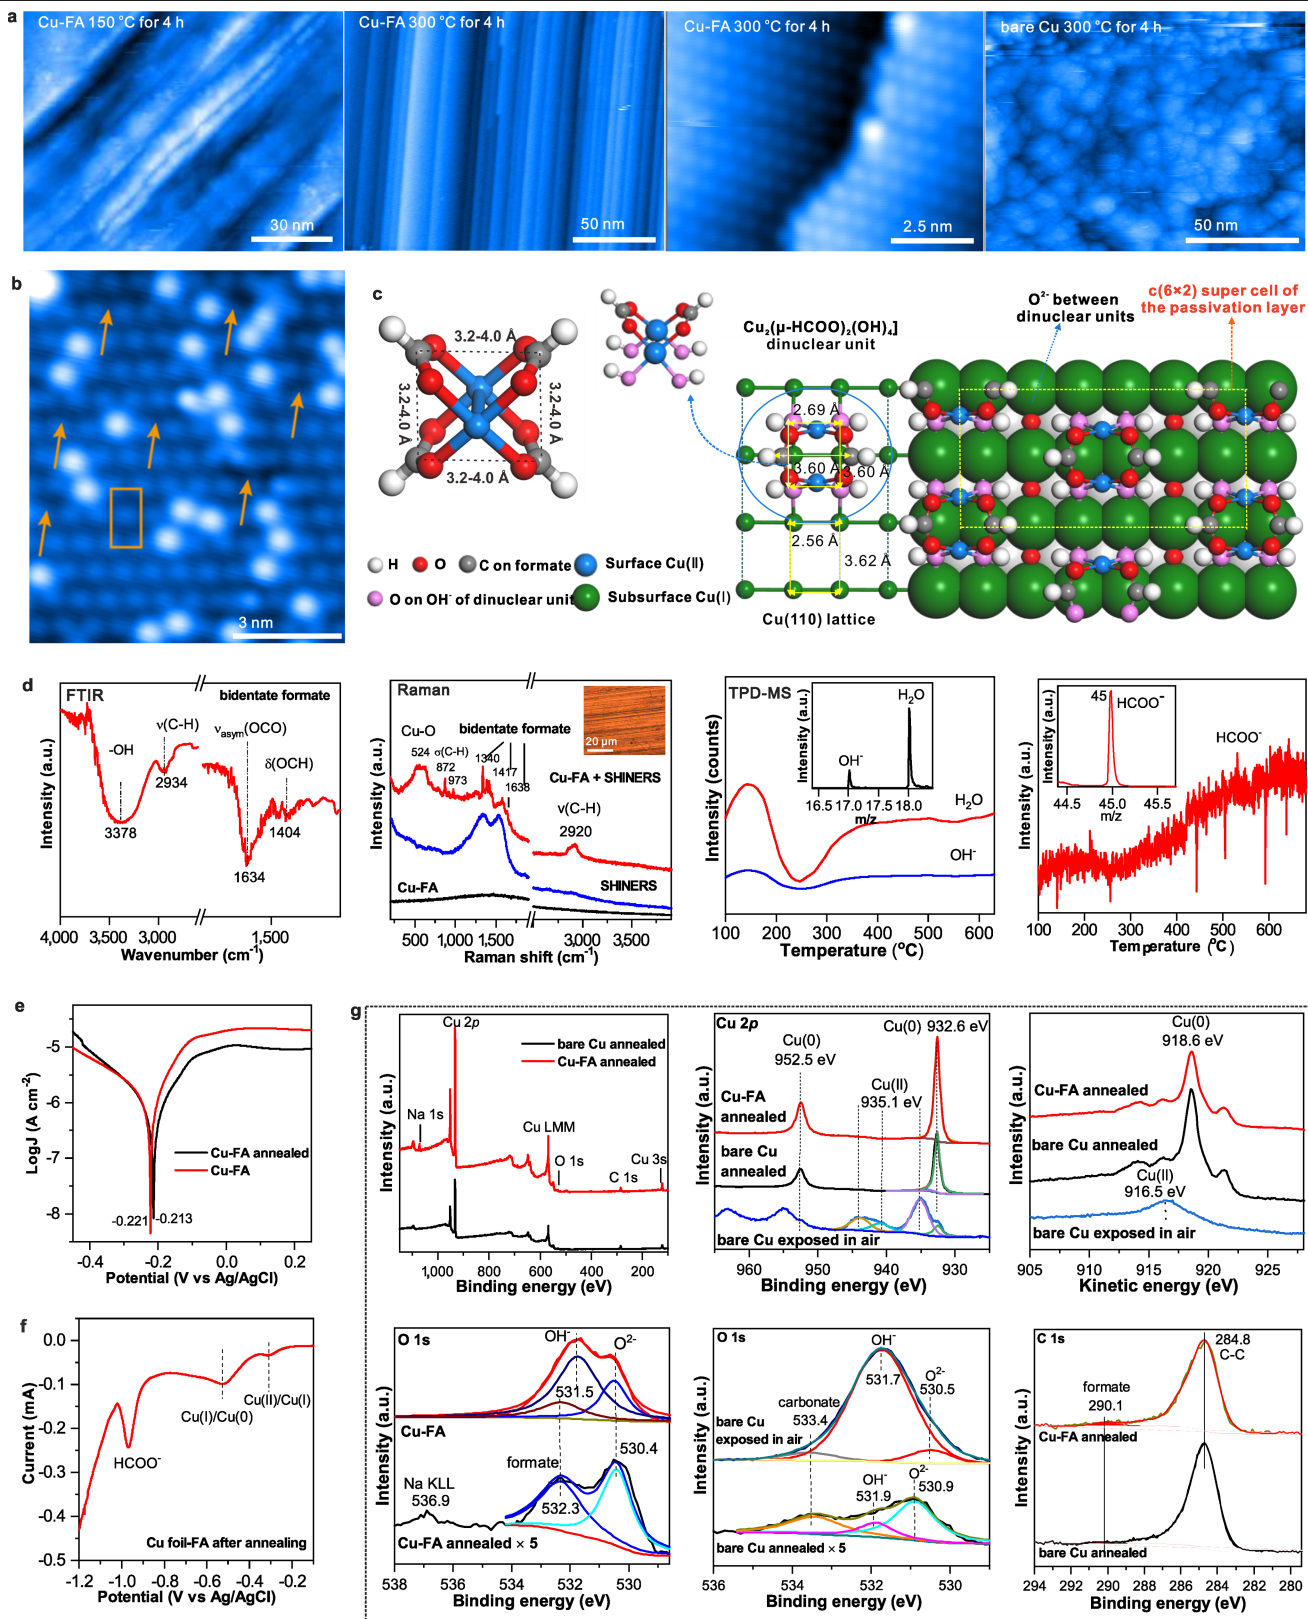 a
Cu-FA 150 °C for 4 h
30 nm
Cu-FA 300 °C for 4 h
50 nm
Cu-FA 300 °C for 4 h
2.5 nm
bare Cu 300 °C for 4 h
50 nm
b
3 nm
c
3.2-4.0 Å
3.2-4.0 Å
3.2-4.0 Å
3.2-4.0 Å
Cu₂(μ-HCOO)₂(OH)₄]
dinuclear unit
O²⁻ between
dinuclear units
c(6×2) super cell of
the passivation layer
2.69 Å
3.60 Å
3.60 Å
2.56 Å
3.62 Å
Cu(110) lattice
H
O
C on formate
Surface Cu(II)
O on OH⁻ of dinuclear unit
Subsurface Cu(I)
d
FTIR
bidentate formate
-OH
ν(C-H)
2934
3378
νasym(OCO)
δ(OCH)
1404
1634
Intensity (a.u.)
4,000 3,500 3,000 1,500
Wavenumber (cm⁻¹)
Raman
20 μm
Cu-O
524
σ(C-H)
872
973
bidentate formate
1340
1417
1638
Cu-FA + SHINERS
ν(C-H)
2920
Cu-FA
SHINERS
Intensity (a.u.)
500 1,000 1,500 3,000 3,500
Raman shift (cm⁻¹)
TPD-MS
Intensity (a.u.)
H₂O
OH⁻
16.5 17.0 17.5 18.0
m/z
H₂O
OH⁻
Intensity (counts)
100 200 300 400 500 600
Temperature (°C)
Intensity (a.u.)
45
HCOO⁻
44.5 45.0 45.5
m/z
HCOO⁻
Intensity (a.u.)
100 200 300 400 500 600
Temperature (°C)
e
LogJ (A cm⁻²)
-5
-6
-7
-8
Cu-FA annealed
Cu-FA
-0.221
-0.213
-0.4 -0.2 0.0 0.2
Potential (V vs Ag/AgCl)
f
Current (mA)
0.0
-0.1
-0.2
-0.3
-0.4
-0.5
HCOO⁻
Cu(I)/Cu(0)
Cu(II)/Cu(I)
Cu foil-FA after annealing
-1.2 -1.0 -0.8 -0.6 -0.4 -0.2
Potential (V vs Ag/AgCl)
g
Cu 2p
bare Cu annealed
Cu-FA annealed
Na 1s
Cu LMM
O 1s
C 1s
Cu 3s
Intensity (a.u.)
1,000 800 600 400 200
Binding energy (eV)
Cu 2p
Cu(0) 932.6 eV
Cu(0)
952.5 eV
Cu(II)
935.1 eV
Cu-FA
annealed
bare Cu
annealed
bare Cu exposed in air
Intensity (a.u.)
960 950 940 930
Binding energy (eV)
Cu(0)
918.6 eV
Cu-FA annealed
bare Cu annealed
Cu(II)
916.5 eV
bare Cu exposed in air
Intensity (a.u.)
905 910 915 920 925
Kinetic energy (eV)
O 1s
OH⁻
O²⁻
531.5
Cu-FA
530.4
formate
Na KLL
536.9
532.3
Cu-FA annealed × 5
Intensity (a.u.)
538 536 534 532 530
Binding energy (eV)
O 1s
OH⁻
531.7
O²⁻
530.5
carbonate
533.4
bare Cu
exposed in air
OH⁻
531.9
O²⁻
530.9
bare Cu annealed × 5
Intensity (a.u.)
536 534 532 530
Binding energy (eV)
C 1s
284.8
C-C
formate
290.1
Cu-FA annealed
bare Cu annealed
Intensity (a.u.)
294 292 290 288 286 284 282 280
Binding energy (eV)